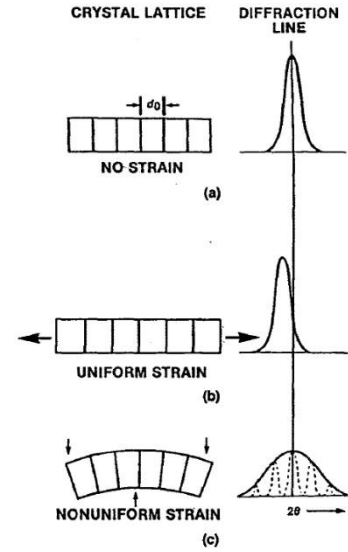 CRYSTAL LATTICE
DIFFRACTION
LINE
d₀
NO STRAIN
(a)
UNIFORM STRAIN
(b)
NONUNIFORM STRAIN
2θ
(c)